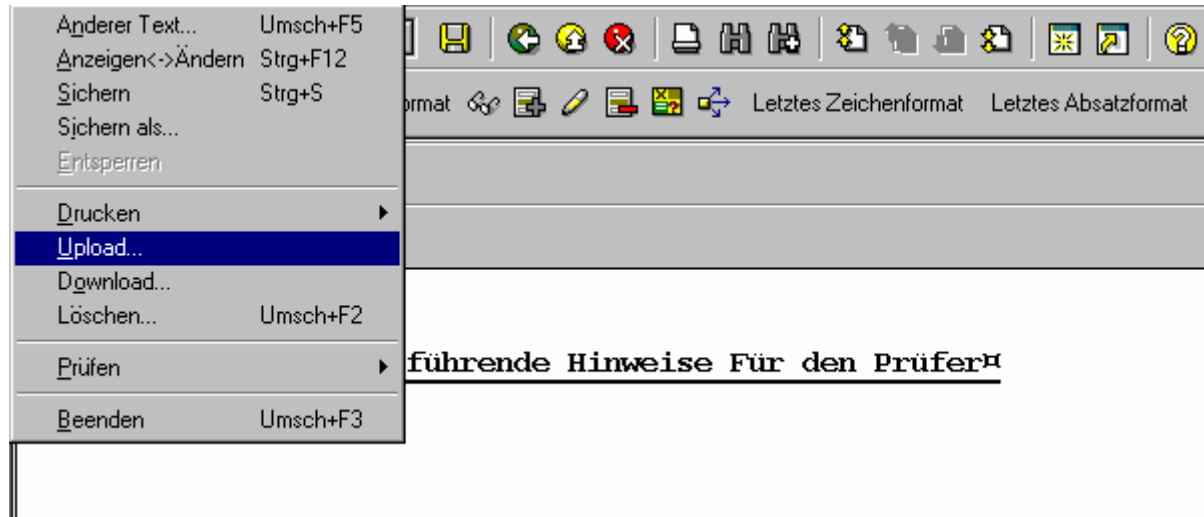 Anderer Text... Umsch+F5
Anzeigen<->Ändern Strg+F12
Sichern Strg+S
Sichern als...
Entsperren
Drucken
Upload...
Download...
Löschen... Umsch+F2
Prüfen
Beenden Umsch+F3
ormat Letztes Zeichenformat Letztes Absatzformat
führende Hinweise Für den Prüfer¤